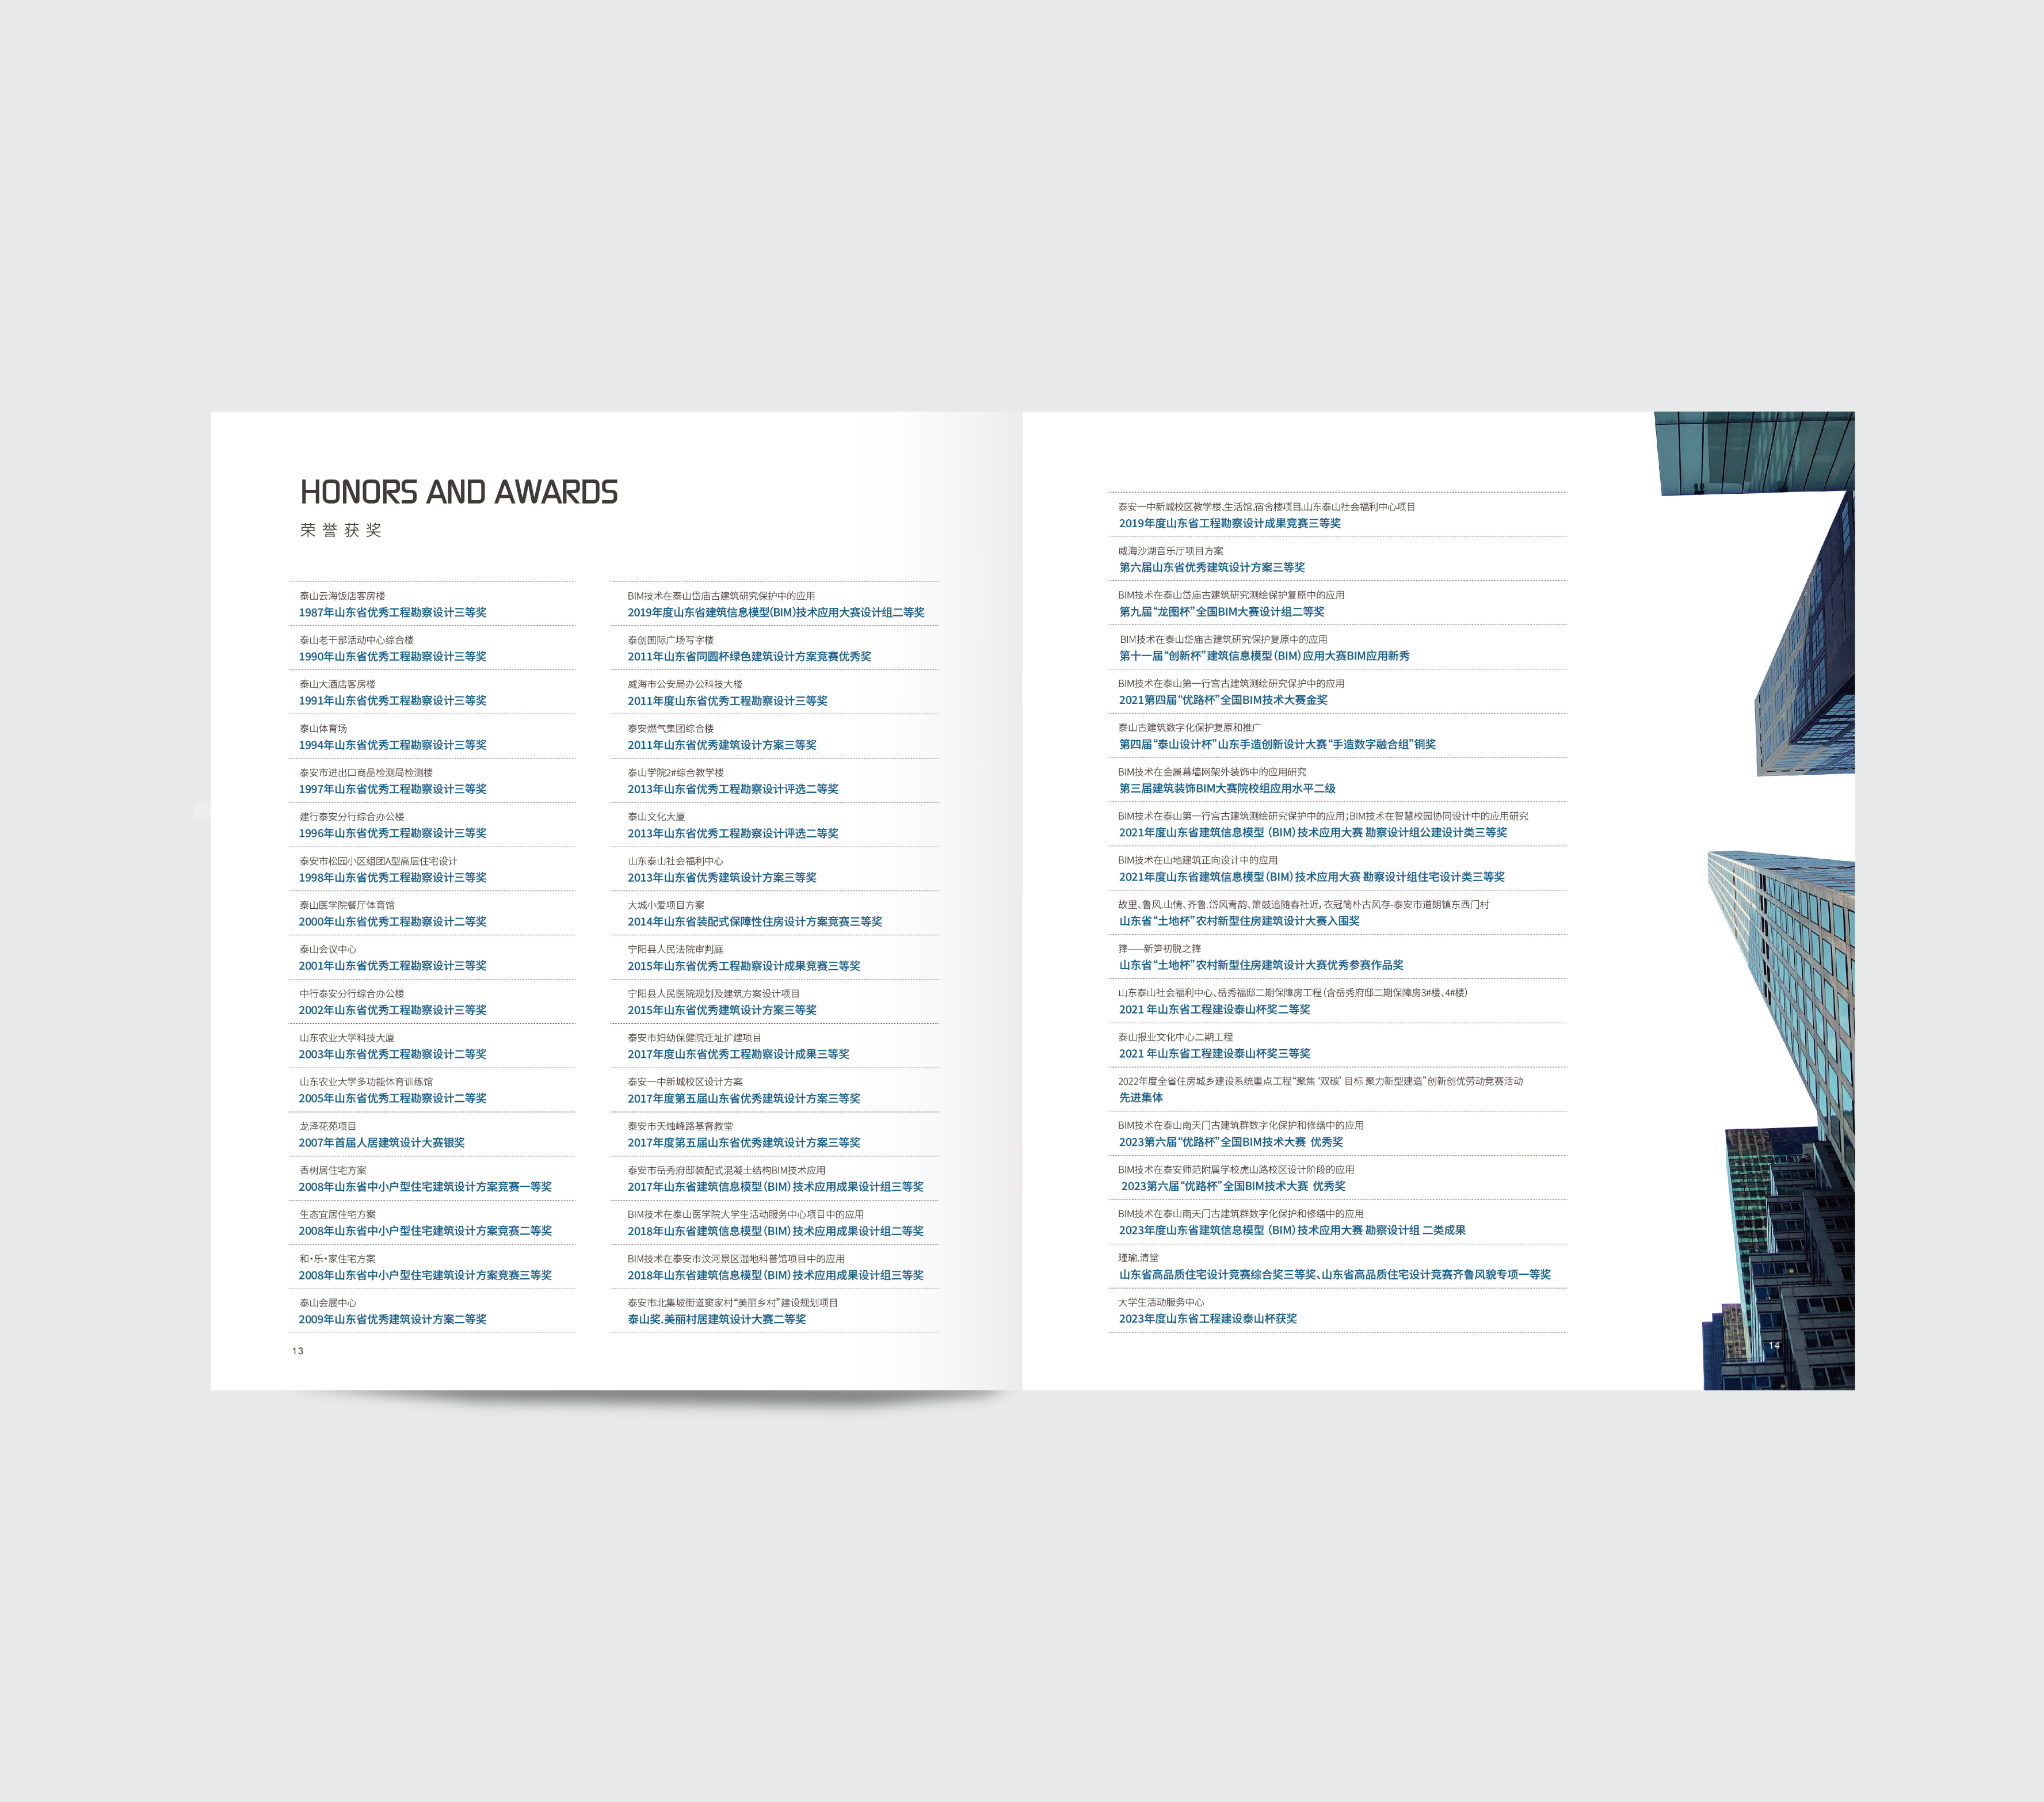 HONORS AND AWARDS
荣誉获奖
泰山云海饭店客房楼
1987年山东省优秀工程勘察设计三等奖
泰山老干部活动中心综合楼
1990年山东省优秀工程勘察设计三等奖
泰山大酒店客房楼
1991年山东省优秀工程勘察设计三等奖
泰山体育场
1994年山东省优秀工程勘察设计三等奖
泰安市进出口商品检测局检测楼
1997年山东省优秀工程勘察设计三等奖
建行泰安分行综合办公楼
1996年山东省优秀工程勘察设计三等奖
泰安市松园小区组团A型高层住宅设计
1998年山东省优秀工程勘察设计三等奖
泰山医学院餐厅体育馆
2000年山东省优秀工程勘察设计二等奖
泰山会议中心
2001年山东省优秀工程勘察设计三等奖
中行泰安分行综合办公楼
2002年山东省优秀工程勘察设计三等奖
山东农业大学科技大厦
2003年山东省优秀工程勘察设计二等奖
山东农业大学多功能体育训练馆
2005年山东省优秀工程勘察设计二等奖
龙泽花苑项目
2007年首届人居建筑设计大赛银奖
香树居住宅方案
2008年山东省中小户型住宅建筑设计方案竞赛一等奖
生态宜居住宅方案
2008年山东省中小户型住宅建筑设计方案竞赛二等奖
和·乐·家住宅方案
2008年山东省中小户型住宅建筑设计方案竞赛三等奖
泰山会展中心
2009年山东省优秀建筑设计方案二等奖
13
BIM技术在泰山岱庙古建筑研究保护中的应用
2019年度山东省建筑信息模型(BIM)技术应用大赛设计组二等奖
泰创国际广场写字楼
2011年山东省同圆杯绿色建筑设计方案竞赛优秀奖
威海市公安局办公科技大楼
2011年度山东省优秀工程勘察设计三等奖
泰安燃气集团综合楼
2011年山东省优秀建筑设计方案三等奖
泰山学院2#综合教学楼
2013年山东省优秀工程勘察设计评选二等奖
泰山文化大厦
2013年山东省优秀工程勘察设计评选二等奖
山东泰山社会福利中心
2013年山东省优秀建筑设计方案三等奖
大城小爱项目方案
2014年山东省装配式保障性住房设计方案竞赛三等奖
宁阳县人民法院审判庭
2015年山东省优秀工程勘察设计成果竞赛三等奖
宁阳县人民医院规划及建筑方案设计项目
2015年山东省优秀建筑设计方案三等奖
泰安市妇幼保健院迁址扩建项目
2017年度山东省优秀工程勘察设计成果三等奖
泰安一中新城校区设计方案
2017年度第五届山东省优秀建筑设计方案三等奖
泰安市天烛峰路基督教堂
2017年度第五届山东省优秀建筑设计方案三等奖
泰安市岳秀府邸装配式混凝土结构BIM技术应用
2017年山东省建筑信息模型（BIM）技术应用成果设计组三等奖
BIM技术在泰山医学院大学生活动服务中心项目中的应用
2018年山东省建筑信息模型（BIM）技术应用成果设计组二等奖
BIM技术在泰安市汶河景区湿地科普馆项目中的应用
2018年山东省建筑信息模型（BIM）技术应用成果设计组三等奖
泰安市北集坡街道窦家村“美丽乡村”建设规划项目
泰山奖.美丽村居建筑设计大赛二等奖
泰安一中新城校区教学楼、生活馆、宿舍楼项目、山东泰山社会福利中心项目
2019年度山东省工程勘察设计成果竞赛三等奖
威海沙湖音乐厅项目方案
第六届山东省优秀建筑设计方案三等奖
BIM技术在泰山岱庙古建筑研究测绘保护复原中的应用
第九届“龙图杯”全国BIM大赛设计组二等奖
BIM技术在泰山岱庙古建筑研究保护复原中的应用
第十一届“创新杯”建筑信息模型（BIM）应用大赛BIM应用新秀
BIM技术在泰山第一行宫古建筑测绘研究保护中的应用
2021第四届“优路杯”全国BIM技术大赛金奖
泰山古建筑数字化保护复原和推广
第四届“泰山设计杯”山东手造创新设计大赛“手造数字融合组”铜奖
BIM技术在金属幕墙网架外装饰中的应用研究
第三届建筑装饰BIM大赛院校组应用水平二级
BIM技术在泰山第一行宫古建筑测绘研究保护中的应用；BIM技术在智慧校园协同设计中的应用研究
2021年度山东省建筑信息模型 （BIM）技术应用大赛 勘察设计组公建设计类三等奖
BIM技术在山地建筑正向设计中的应用
2021年度山东省建筑信息模型（BIM）技术应用大赛 勘察设计组住宅设计类三等奖
故里、鲁风.山情、齐鲁.岱风青韵、箫鼓追随春社近，衣冠简朴古风存-泰安市道朗镇东西门村
山东省“土地杯”农村新型住房建筑设计大赛入围奖
箨——新笋初脱之箨
山东省“土地杯”农村新型住房建筑设计大赛优秀参赛作品奖
山东泰山社会福利中心、岳秀福邸二期保障房工程（含岳秀府邸二期保障房3#楼、4#楼）
2021 年山东省工程建设泰山杯奖二等奖
泰山报业文化中心二期工程
2021 年山东省工程建设泰山杯奖三等奖
2022年度全省住房城乡建设系统重点工程“聚焦 ‘双碳’ 目标 聚力新型建造”创新创优劳动竞赛活动
先进集体
BIM技术在泰山南天门古建筑群数字化保护和修缮中的应用
2023第六届“优路杯”全国BIM技术大赛 优秀奖
BIM技术在泰安师范附属学校虎山路校区设计阶段的应用
2023第六届“优路杯”全国BIM技术大赛 优秀奖
BIM技术在泰山南天门古建筑群数字化保护和修缮中的应用
2023年度山东省建筑信息模型 （BIM）技术应用大赛 勘察设计组 二类成果
瑾瑜.清堂
山东省高品质住宅设计竞赛综合奖三等奖、山东省高品质住宅设计竞赛齐鲁风貌专项一等奖
大学生活动服务中心
2023年度山东省工程建设泰山杯获奖
14